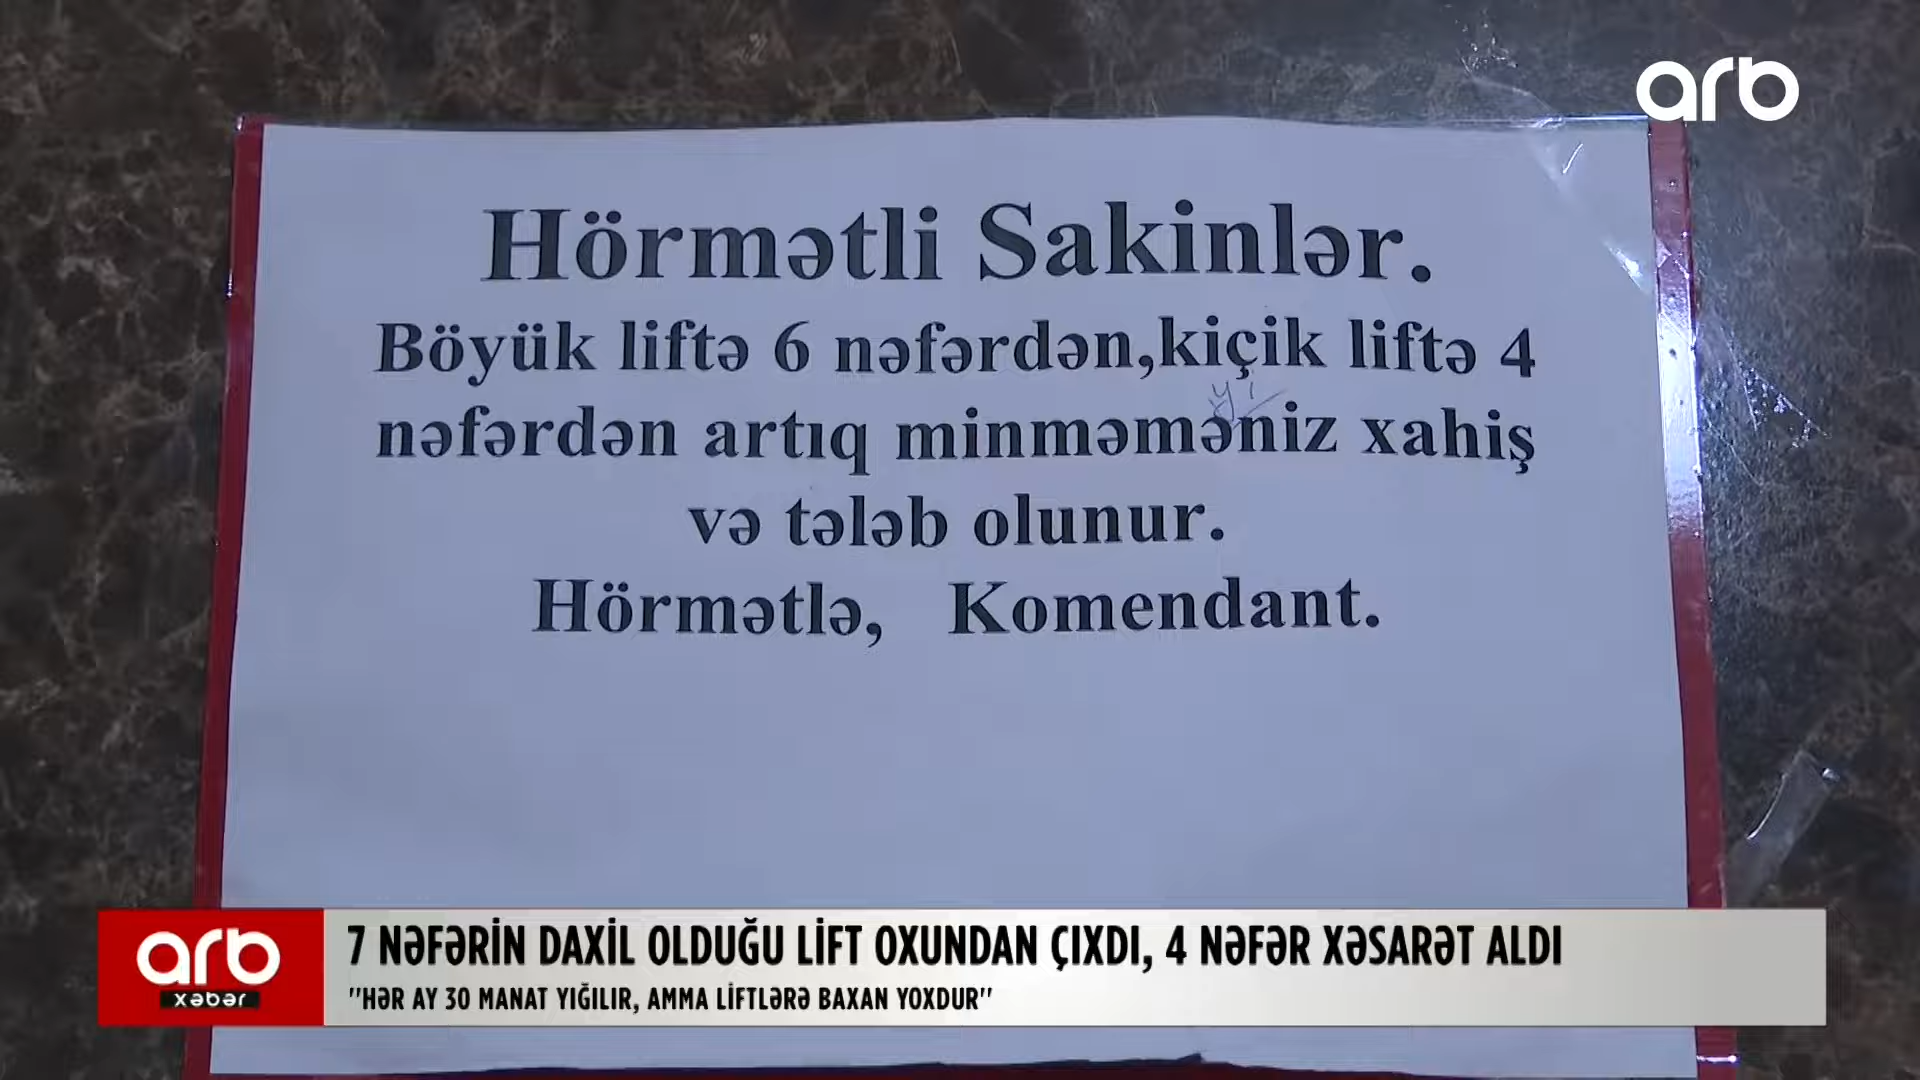 arb
Hörmətli Sakinlər.
Böyük liftə 6 nəfərdən,kiçik liftə 4
nəfərdən artıq minməməniz xahiş
və tələb olunur.
Hörmətlə, Komendant.
arb
xəbər
7 NƏFƏRİN DAXİL OLDUĞU LİFT OXUNDAN ÇIXDI, 4 NƏFƏR XƏSARƏT ALDI
''HƏR AY 30 MANAT YIĞILIR, AMMA LİFTLƏRƏ BAXAN YOXDUR''